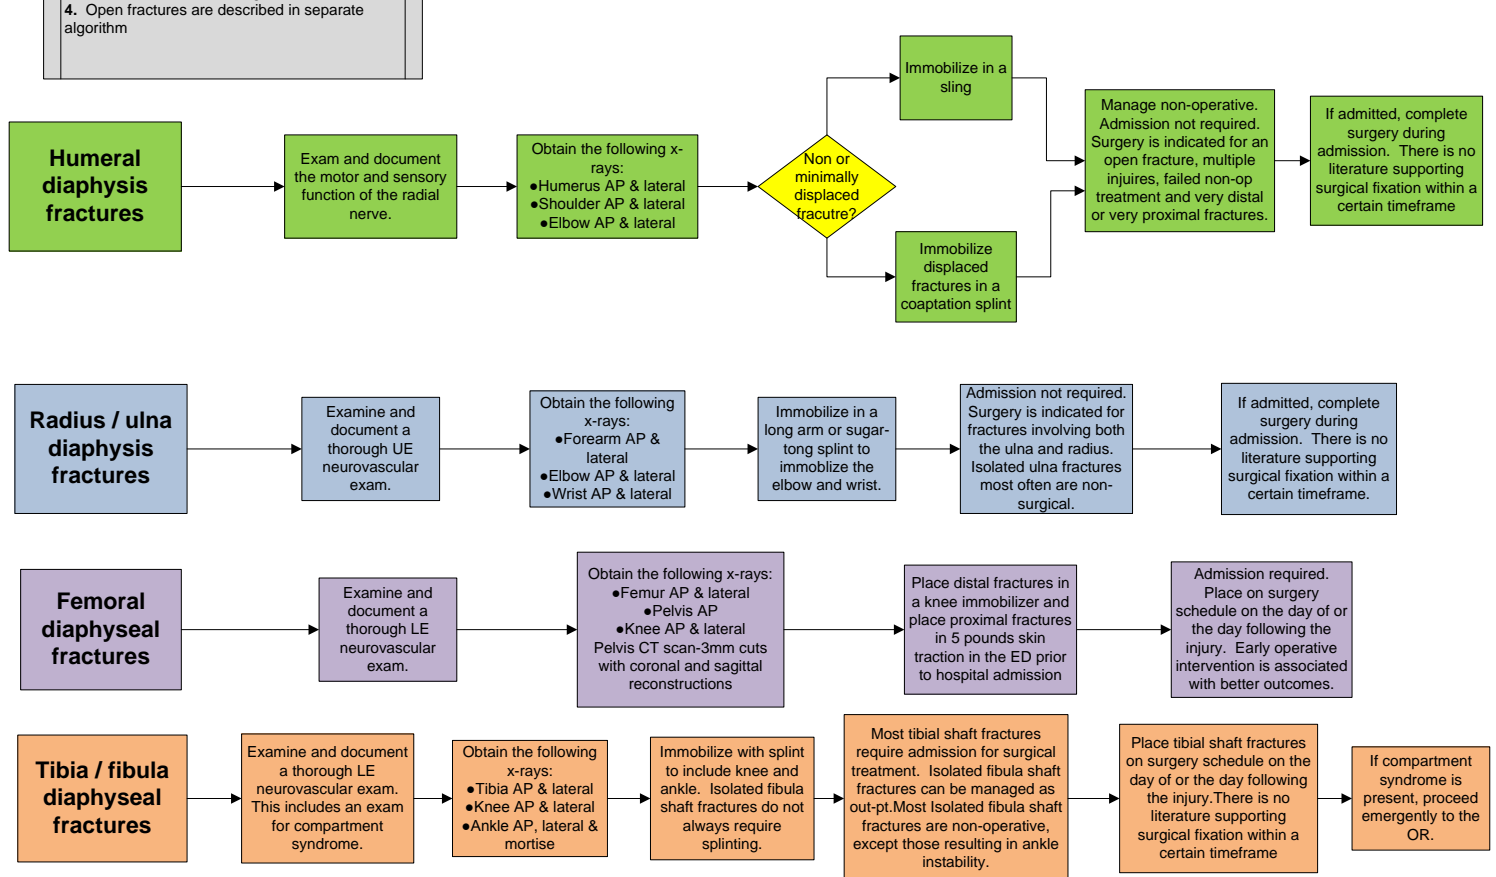 4. Open fractures are described in separate
algorithm
Humeral
diaphysis
fractures
Exam and document
the motor and sensory
function of the radial
nerve.
Obtain the following x-
rays:
●Humerus AP & lateral
●Shoulder AP & lateral
●Elbow AP & lateral
Non or
minimally
displaced
fracutre?
Immobilize in a
sling
Immobilize
displaced
fractures in a
coaptation splint
Manage non-operative.
Admission not required.
Surgery is indicated for an
open fracture, multiple
injuires, failed non-op
treatment and very distal
or very proximal fractures.
If admitted, complete
surgery during
admission. There is no
literature supporting
surgical fixation within a
certain timeframe
Radius / ulna
diaphysis
fractures
Examine and
document a
thorough UE
neurovascular
exam.
Obtain the following
x-rays:
●Forearm AP &
lateral
●Elbow AP & lateral
●Wrist AP & lateral
Immobilize in a
long arm or sugar-
tong splint to
immoblize the
elbow and wrist.
Admission not required.
Surgery is indicated for
fractures involving both
the ulna and radius.
Isolated ulna fractures
most often are non-
surgical.
If admitted, complete
surgery during
admission. There is no
literature supporting
surgical fixation within a
certain timeframe.
Femoral
diaphyseal
fractures
Examine and
document a
thorough LE
neurovascular
exam.
Obtain the following x-rays:
●Femur AP & lateral
●Pelvis AP
●Knee AP & lateral
Pelvis CT scan-3mm cuts
with coronal and sagittal
reconstructions
Place distal fractures in
a knee immobilizer and
place proximal fractures
in 5 pounds skin
traction in the ED prior
to hospital admission
Admission required.
Place on surgery
schedule on the day of or
the day following the
injury. Early operative
intervention is associated
with better outcomes.
Tibia / fibula
diaphyseal
fractures
Examine and document
a thorough LE
neurovascular exam.
This includes an exam
for compartment
syndrome.
Obtain the following
x-rays:
●Tibia AP & lateral
●Knee AP & lateral
●Ankle AP, lateral &
mortise
Immobilize with splint
to include knee and
ankle. Isolated fibula
shaft fractures do not
always require
splinting.
Most tibial shaft fractures
require admission for surgical
treatment. Isolated fibula shaft
fractures can be managed as
out-pt.Most Isolated fibula shaft
fractures are non-operative,
except those resulting in ankle
instability.
Place tibial shaft fractures
on surgery schedule on the
day of or the day following
the injury.There is no
literature supporting
surgical fixation within a
certain timeframe
If compartment
syndrome is
present, proceed
emergently to the
OR.